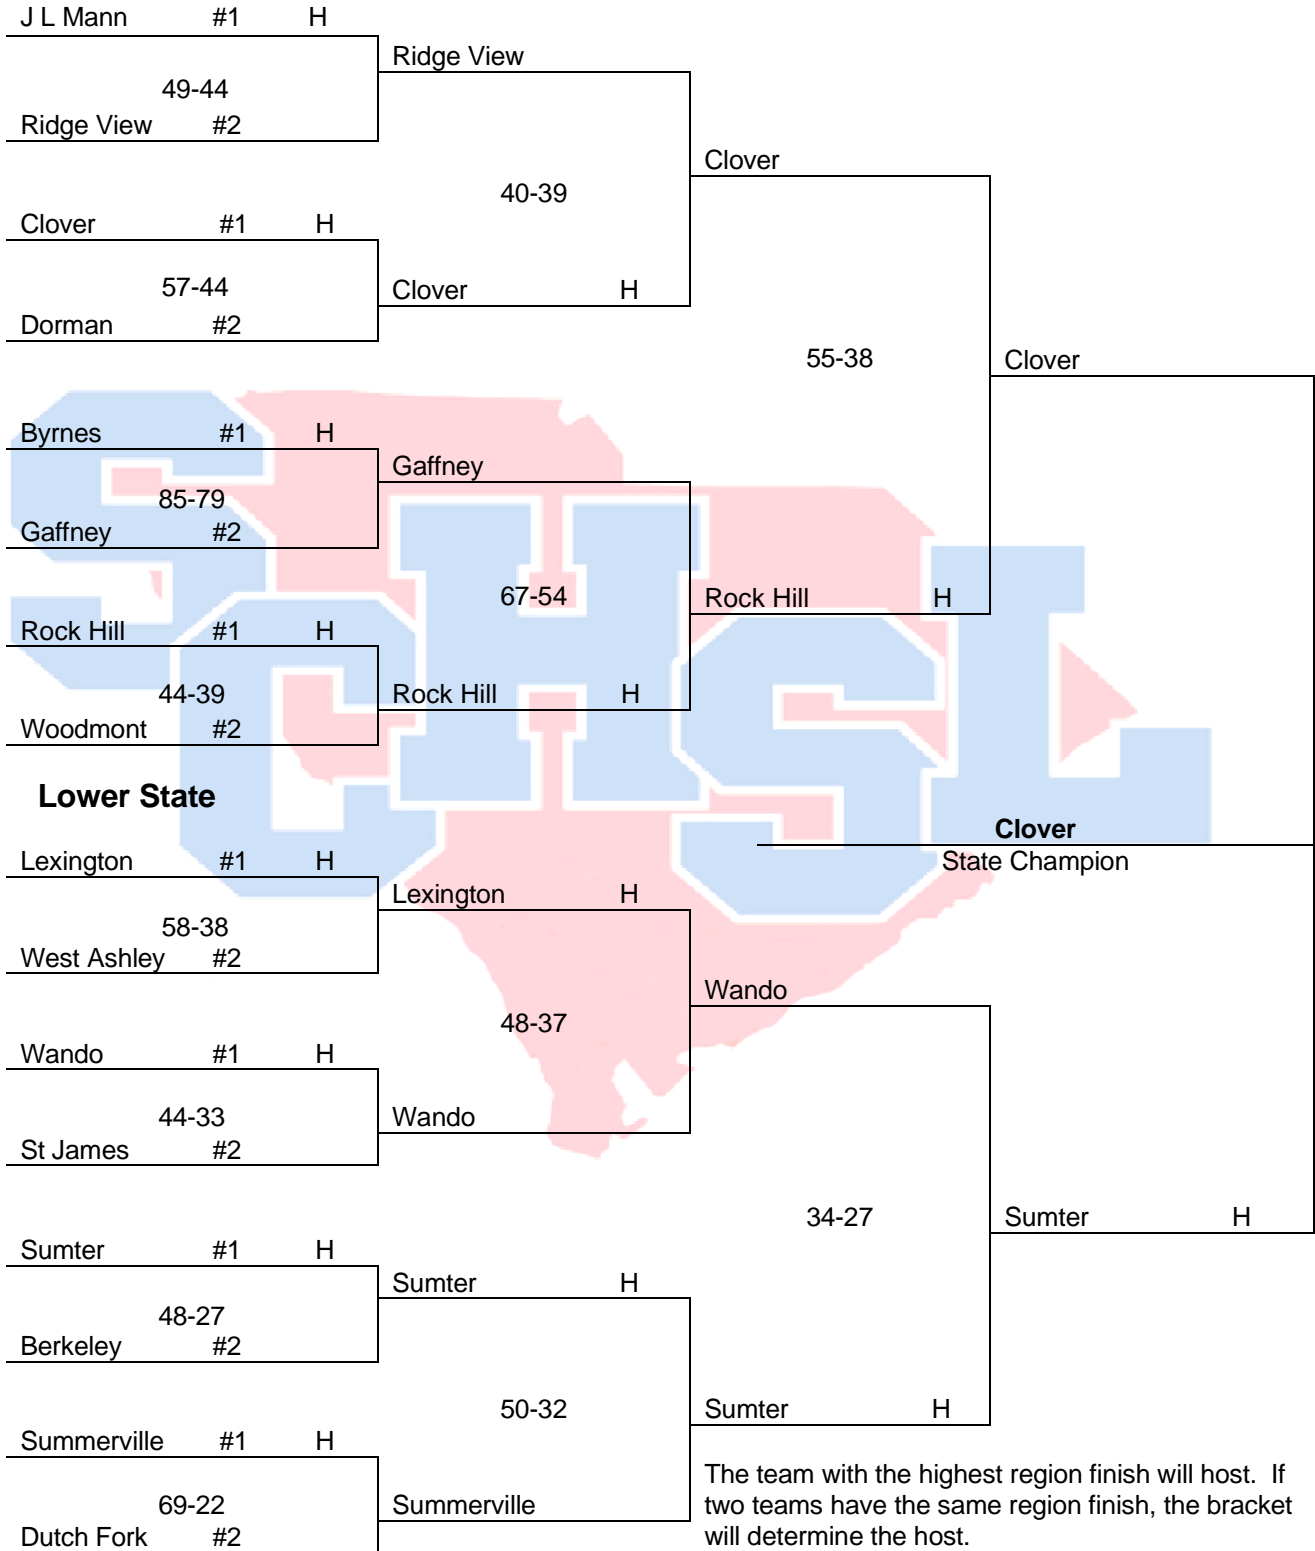 J L Mann #1 H
Ridge View
49-44
Ridge View #2
Clover
40-39
Clover #1 H
57-44
Clover H
Dorman #2
55-38
Clover
Byrnes #1 H
Gaffney
85-79
Gaffney #2
67-54
Rock Hill H
Rock Hill #1 H
44-39
Rock Hill H
Woodmont #2
Lower State
Clover
State Champion
Lexington #1 H
Lexington H
58-38
West Ashley #2
Wando
48-37
Wando #1 H
44-33
Wando
St James #2
34-27
Sumter H
Sumter #1 H
Sumter H
48-27
Berkeley #2
50-32
Sumter H
Summerville #1 H
69-22
Summerville
Dutch Fork #2
The team with the highest region finish will host. If
two teams have the same region finish, the bracket
will determine the host.
SCHSL